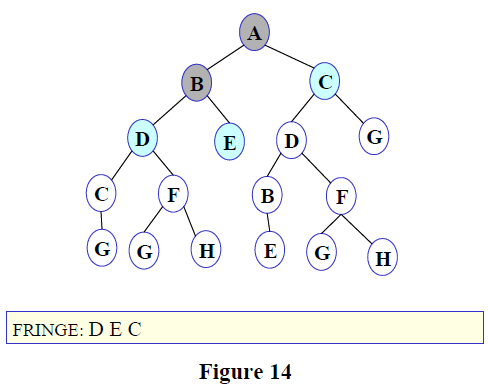 A
B C
D E D G
C F B F
G G H E G H
FRINGE: D E C
Figure 14